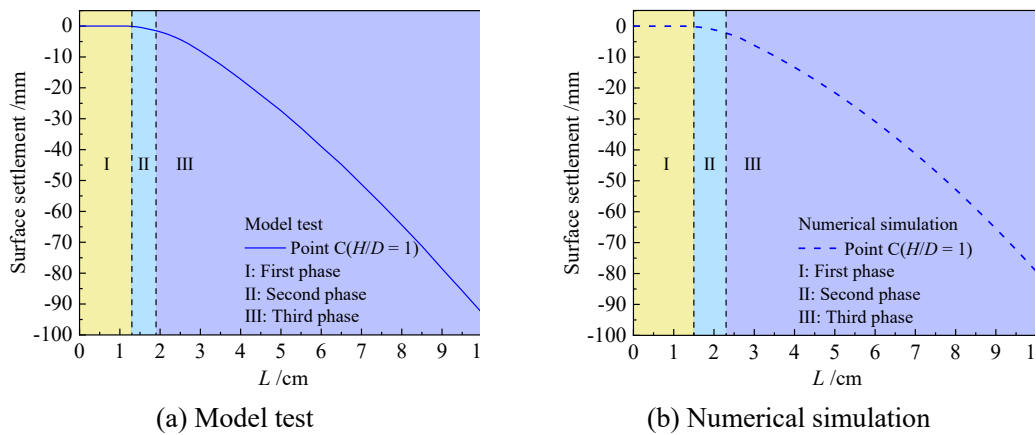 0
-10
-20
-30
-40
-50
-60
-70
-80
-90
-100
Surface settlement /mm
I
II
III
Model test
Point C(H/D = 1)
I: First phase
II: Second phase
III: Third phase
0 1 2 3 4 5 6 7 8 9 1
L /cm
(a) Model test
0
-10
-20
-30
-40
-50
-60
-70
-80
-90
-100
Surface settlement /mm
I
II
III
Numerical simulation
Point C(H/D = 1)
I: First phase
II: Second phase
III: Third phase
0 1 2 3 4 5 6 7 8 9 1
L /cm
(b) Numerical simulation